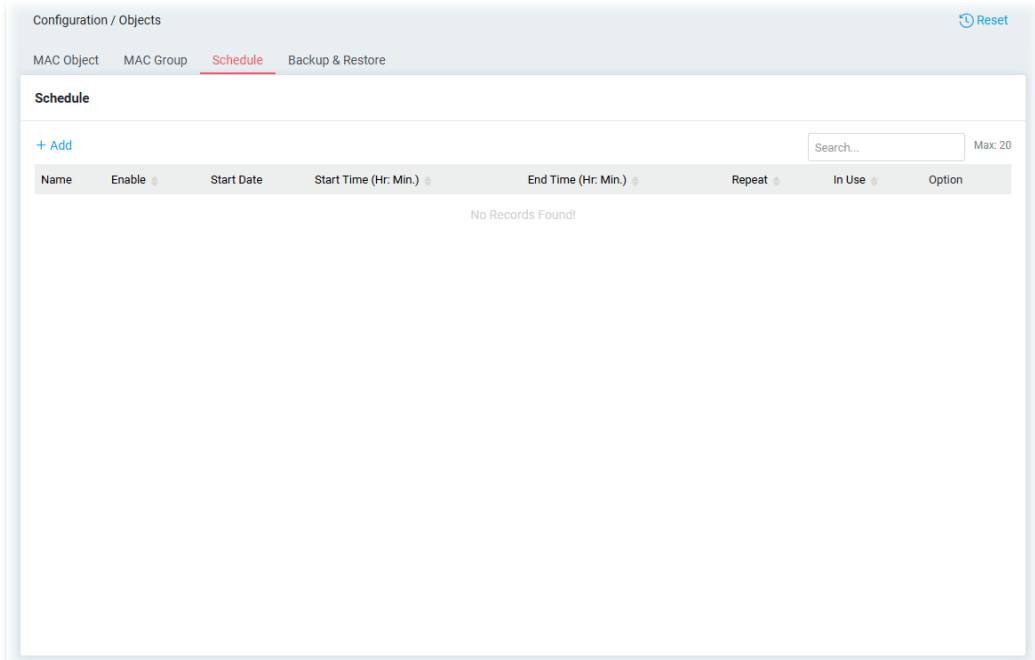 Configuration / Objects
Reset
MAC Object MAC Group Schedule Backup & Restore
Schedule
+ Add
Search...
Max: 20
Name Enable Start Date Start Time (Hr: Min.) End Time (Hr: Min.) Repeat In Use Option
No Records Found!